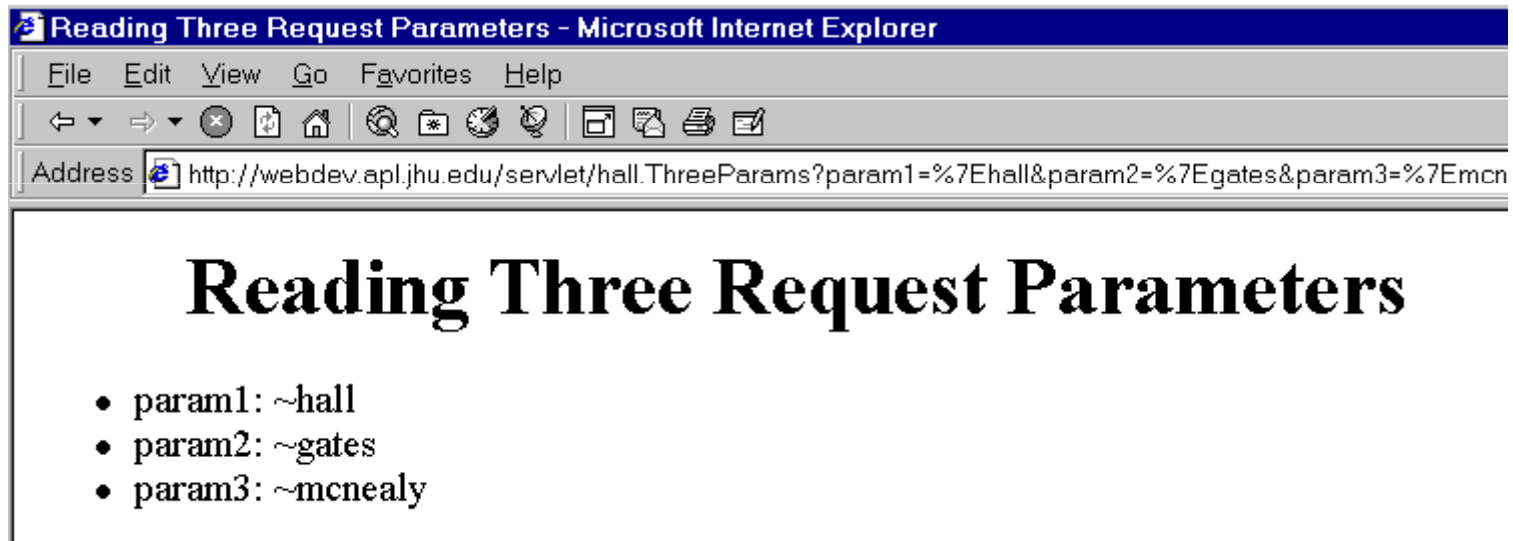 Reading Three Request Parameters - Microsoft Internet Explorer
File Edit View Go Favorites Help
Address http://webdev.apl.jhu.edu/servlet/hall.ThreeParams?param1=%7Ehall&param2=%7Egates&param3=%7Emcn
Reading Three Request Parameters
• param1: ~hall
• param2: ~gates
• param3: ~mcnealy